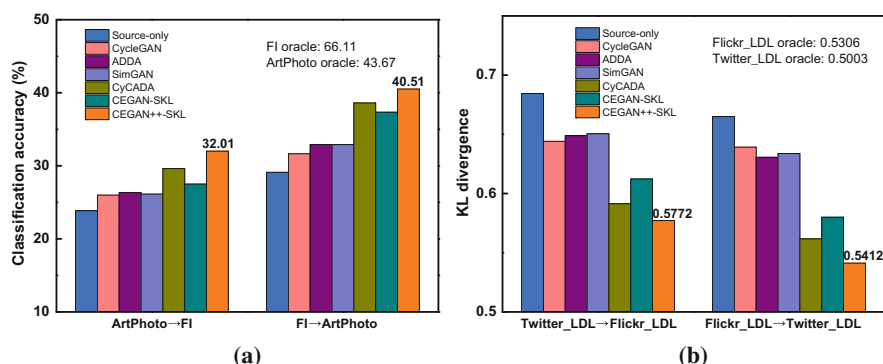 50
40
30
20
10
Classification accuracy (%)
Source-only
CycleGAN
ADDA
SimGAN
CyCADA
CEGAN-SKL
CEGAN++-SKL
FI oracle: 66.11
ArtPhoto oracle: 43.67
32.01
40.51
ArtPhoto→FI
FI→ArtPhoto
(a)
0.7
0.6
0.5
KL divergence
Source-only
CycleGAN
ADDA
SimGAN
CyCADA
CEGAN-SKL
CEGAN++-SKL
Flickr_LDL oracle: 0.5306
Twitter_LDL oracle: 0.5003
0.5772
0.5412
Twitter_LDL→Flickr_LDL
Flickr_LDL→Twitter_LDL
(b)